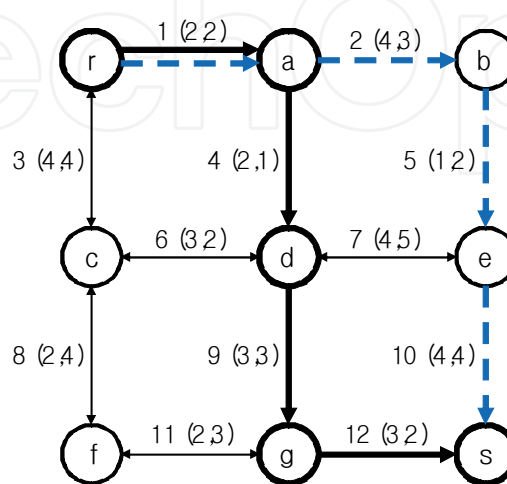 1 (2,2)
2 (4,3)
r
a
b
3 (4,4)
4 (2,1)
5 (1,2)
6 (3,2)
7 (4,5)
c
d
e
8 (2,4)
9 (3,3)
10 (4,4)
11 (2,3)
12 (3,2)
f
g
s